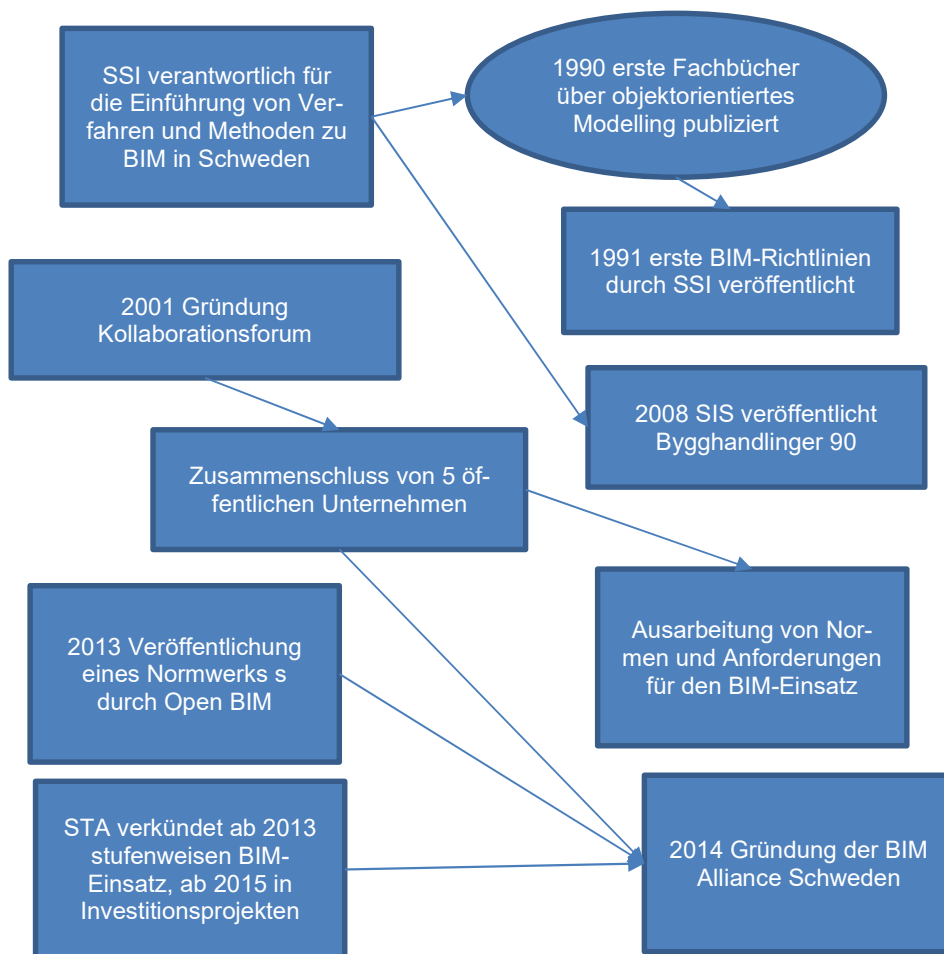 SSI verantwortlich für
die Einführung von Ver-
fahren und Methoden zu
BIM in Schweden
1990 erste Fachbücher
über objektorientiertes
Modelling publiziert
1991 erste BIM-Richtlinien
durch SSI veröffentlicht
2001 Gründung
Kollaborationsforum
2008 SIS veröffentlicht
Bygghandlinger 90
Zusammenschluss von 5 öf-
fentlichen Unternehmen
Ausarbeitung von Nor-
men und Anforderungen
für den BIM-Einsatz
2013 Veröffentlichung
eines Normwerks s
durch Open BIM
STA verkündet ab 2013
stufenweisen BIM-
Einsatz, ab 2015 in
Investitionsprojekten
2014 Gründung der BIM
Alliance Schweden